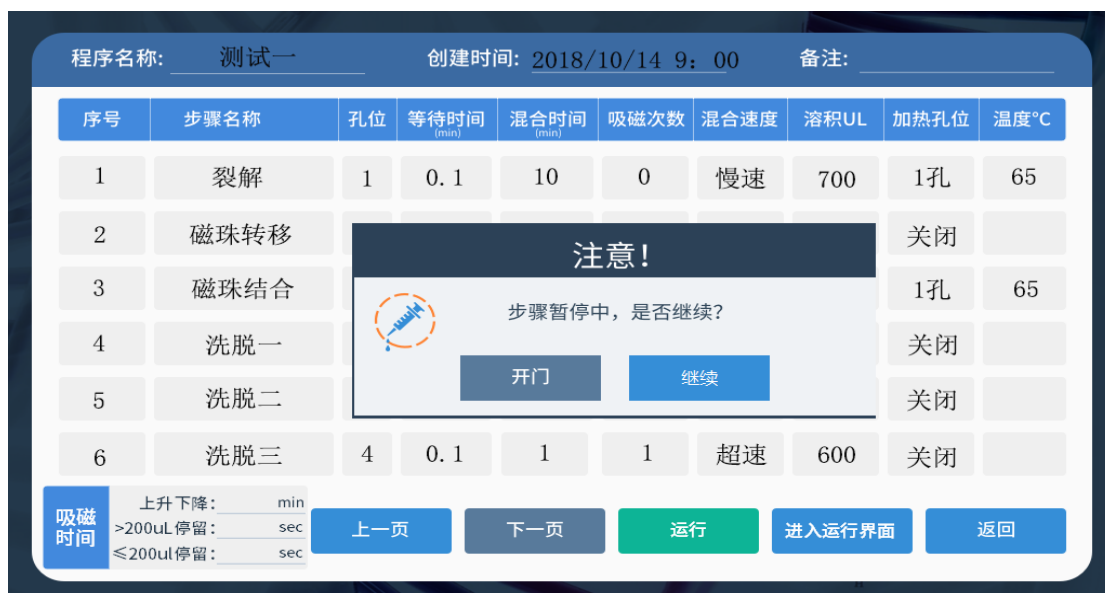 程序名称: 测试一 创建时间: 2018/10/14 9: 00 备注:
序号 步骤名称 孔位 等待时间(min) 混合时间(min) 吸磁次数 混合速度 溶积UL 加热孔位 温度°C
1 裂解 1 0.1 10 0 慢速 700 1孔 65
2 磁珠转移 关闭
注意!
3 磁珠结合 1孔 65
步骤暂停中，是否继续?
4 洗脱一 关闭
开门 继续
5 洗脱二 关闭
6 洗脱三 4 0.1 1 1 超速 600 关闭
吸磁时间
上升下降: min
>200uL停留: sec
≤200ul停留: sec
上一页 下一页 运行 进入运行界面 返回